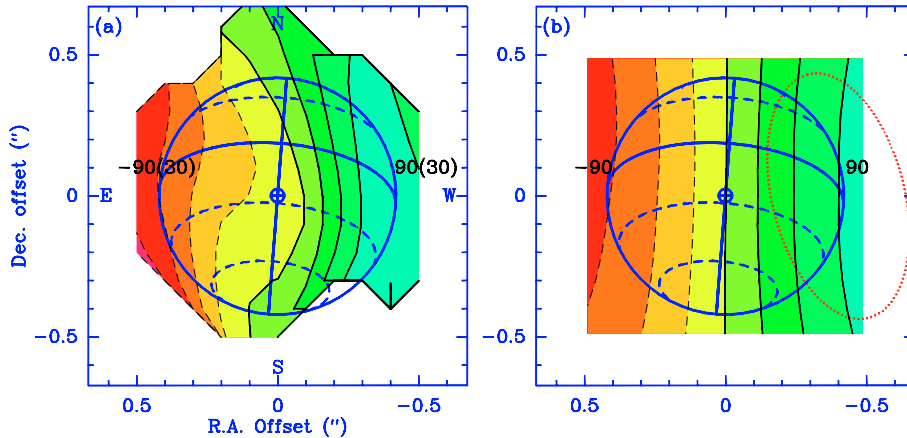 (a) N (b)
0.5 0.5
−90(30) 90(30) −90 90
Dec. offset (″) 0 E W 0
−0.5 −0.5
S
0.5 0 −0.5 0.5 0 −0.5
R.A. Offset (″)